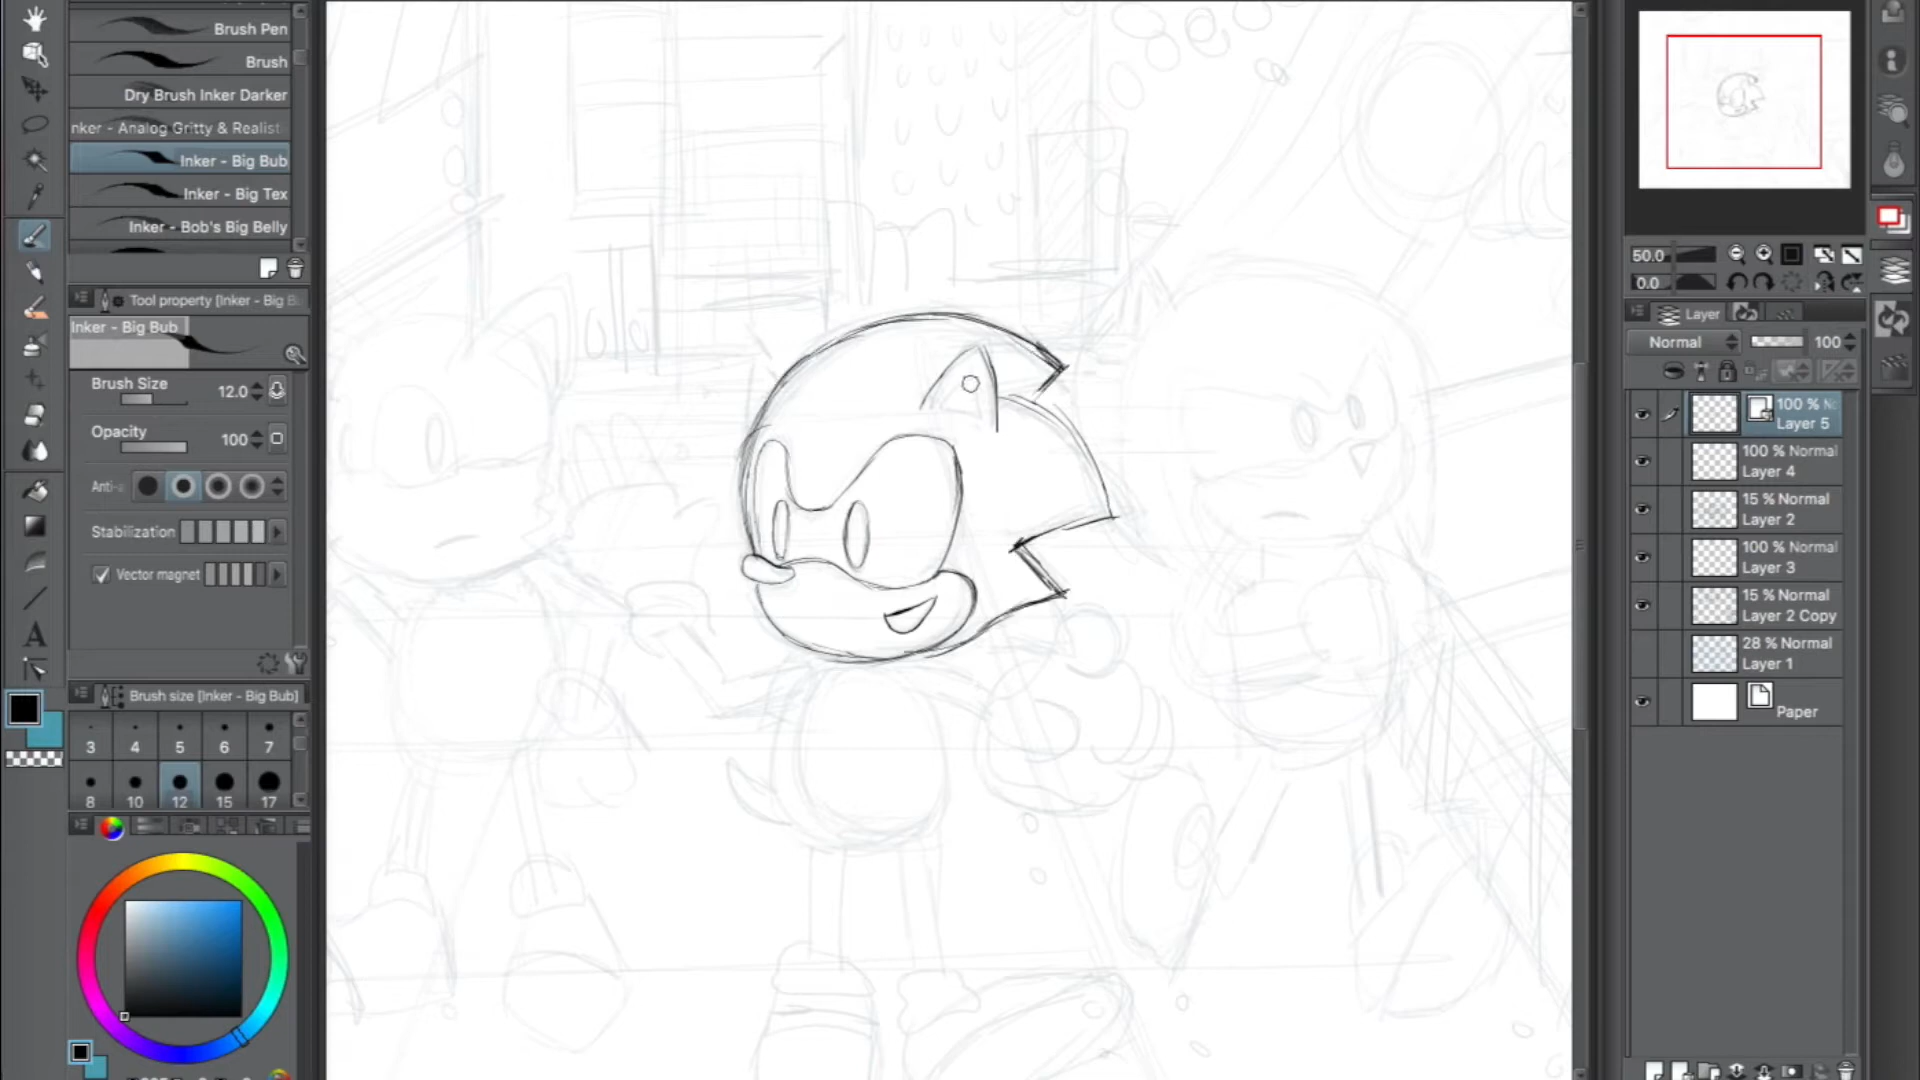 Brush Pen
Brush
Dry Brush Inker Darker
nker - Analog Gritty & Realist
Inker - Big Bub
Inker - Big Tex
Inker - Bob's Big Belly
Tool property [Inker - Big B
Inker - Big Bub
Brush Size 12.0
Opacity 100
Anti-a
Stabilization
Vector magnet
Brush size [Inker - Big Bub]
3 4 5 6 7
8 10 12 15 17
50.0
0.0
Layer
Normal 100
100 % N
Layer 5
100 % Normal
Layer 4
15 % Normal
Layer 2
100 % Normal
Layer 3
15 % Normal
Layer 2 Copy
28 % Normal
Layer 1
Paper
A